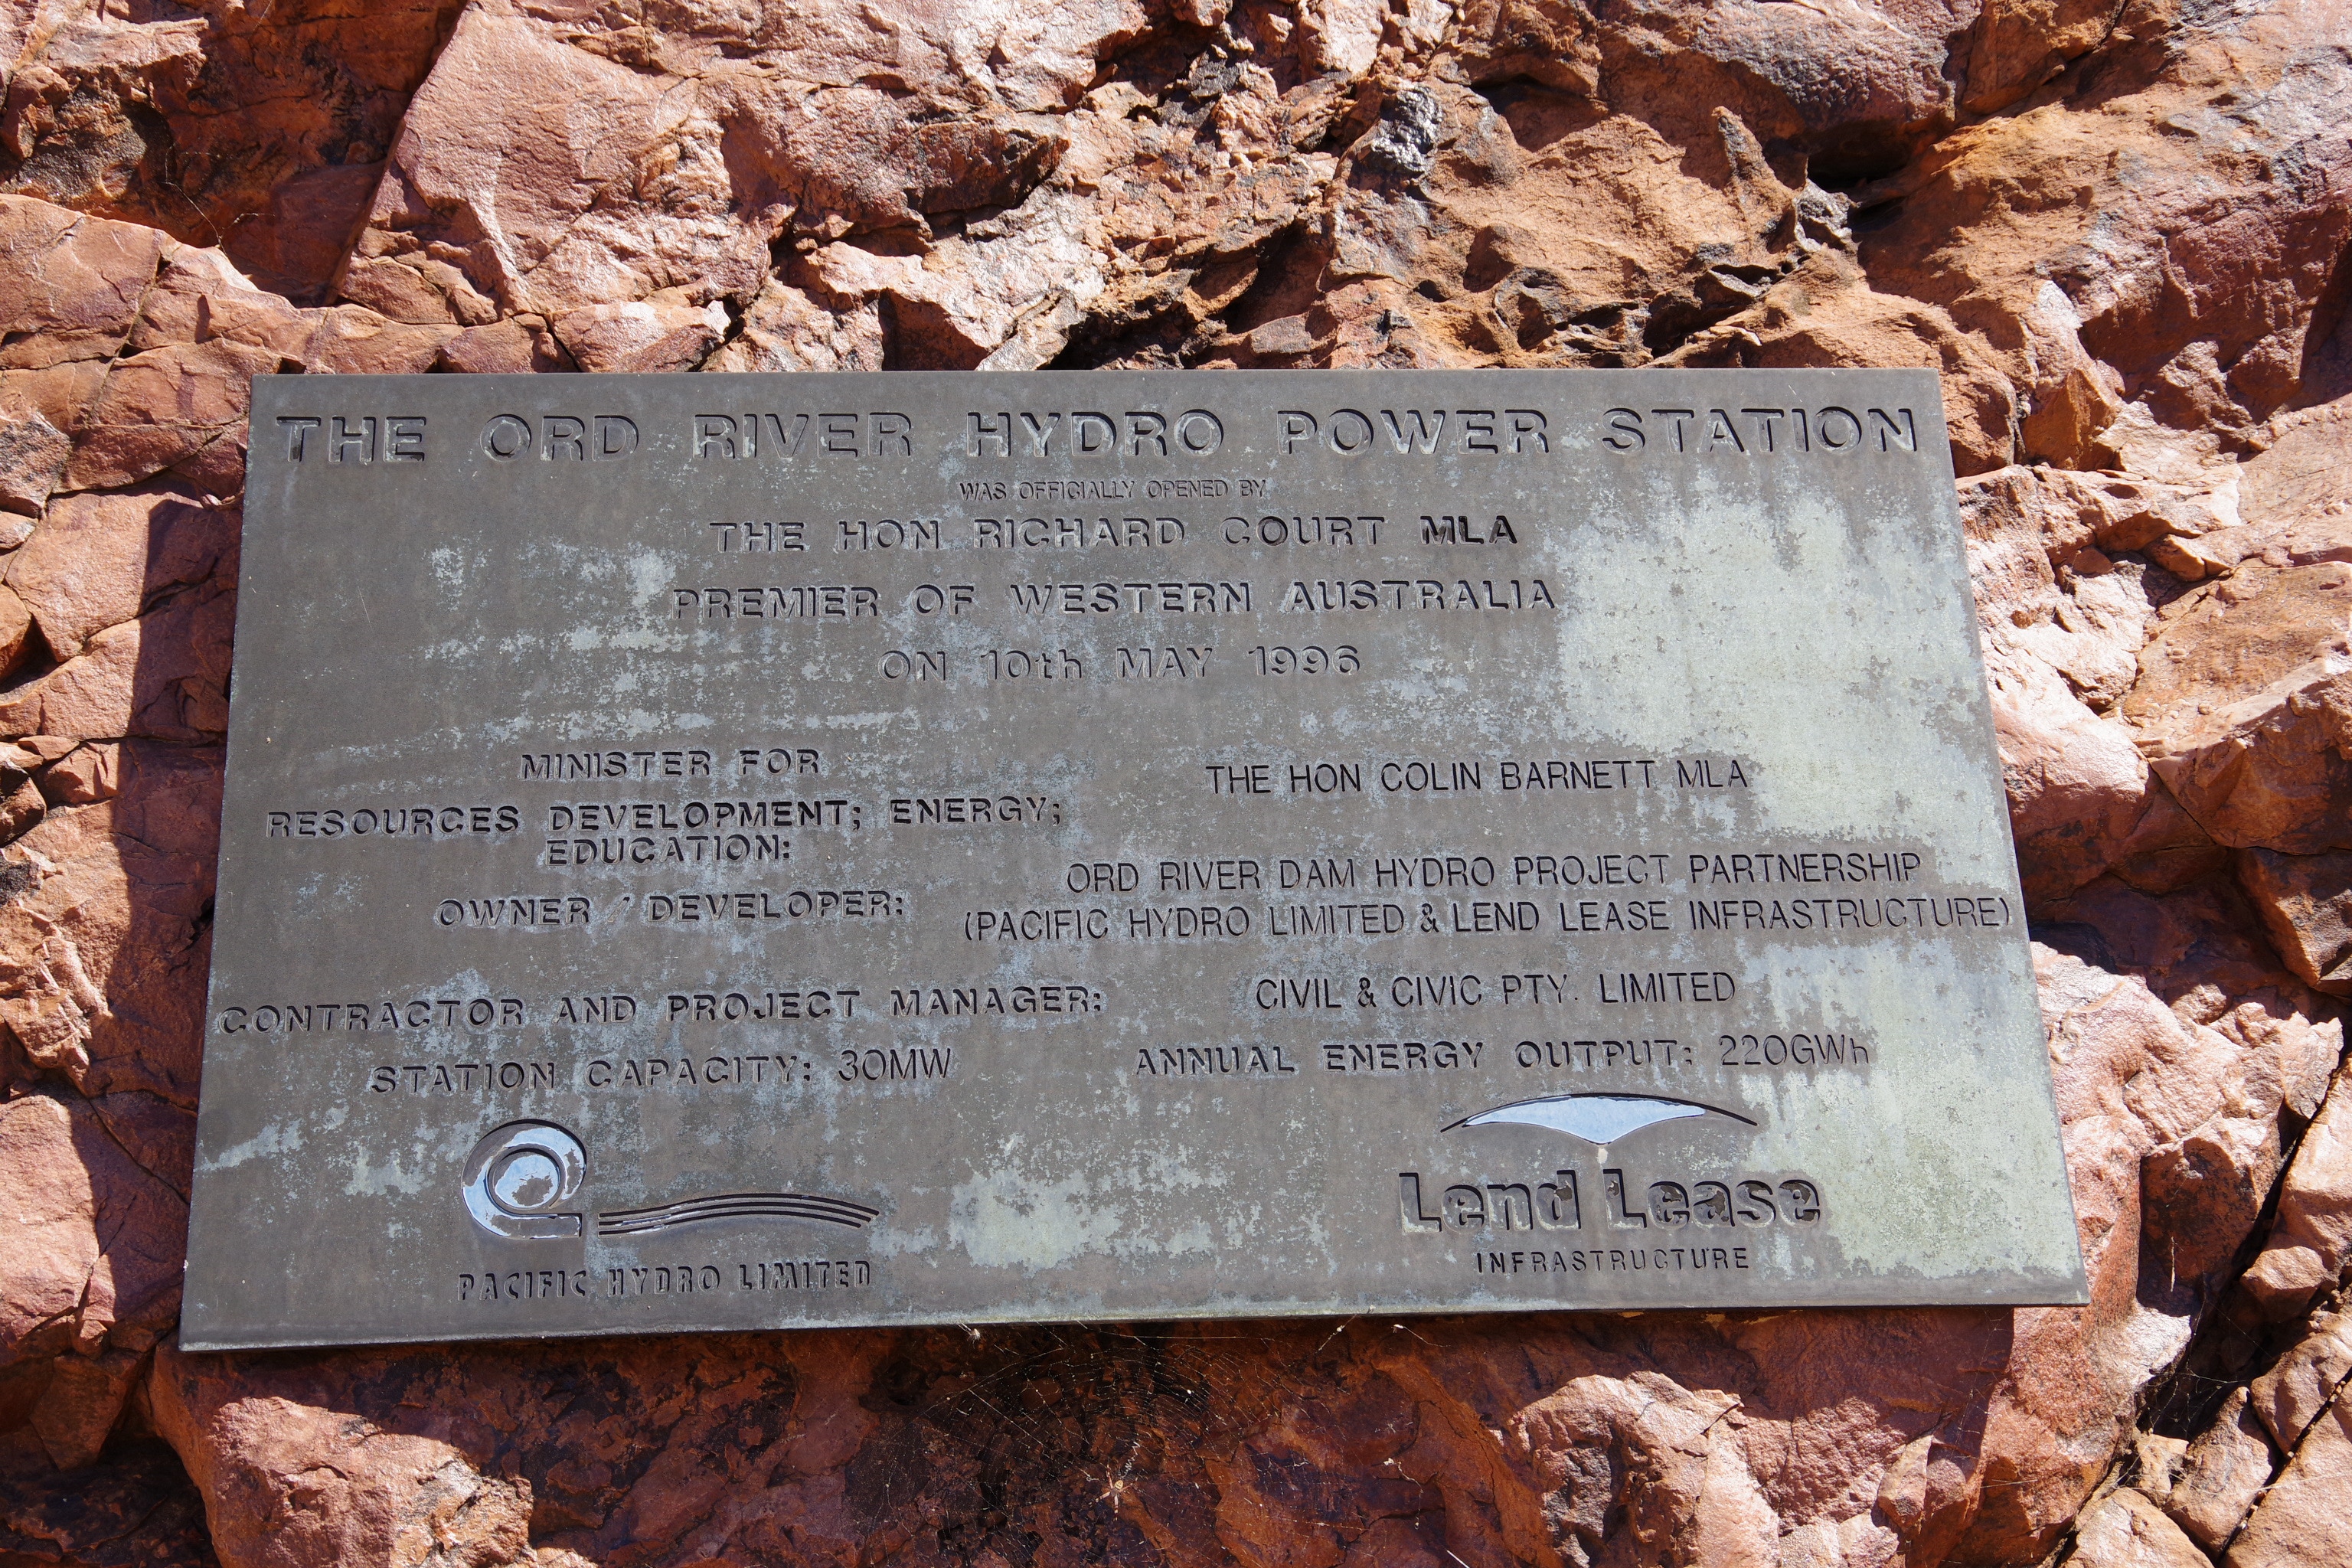 THE ORD RIVER HYDRO POWER STATION
WAS OFFICIALLY OPENED BY
THE HON RICHARD COURT MLA
PREMIER OF WESTERN AUSTRALIA
ON 10th MAY 1996
MINISTER FOR
RESOURCES DEVELOPMENT; ENERGY;
EDUCATION:
THE HON COLIN BARNETT MLA
OWNER / DEVELOPER:
ORD RIVER DAM HYDRO PROJECT PARTNERSHIP
(PACIFIC HYDRO LIMITED & LEND LEASE INFRASTRUCTURE)
CONTRACTOR AND PROJECT MANAGER:
CIVIL & CIVIC PTY. LIMITED
STATION CAPACITY: 30MW
ANNUAL ENERGY OUTPUT: 220GWh
PACIFIC HYDRO LIMITED
Lend Lease
INFRASTRUCTURE